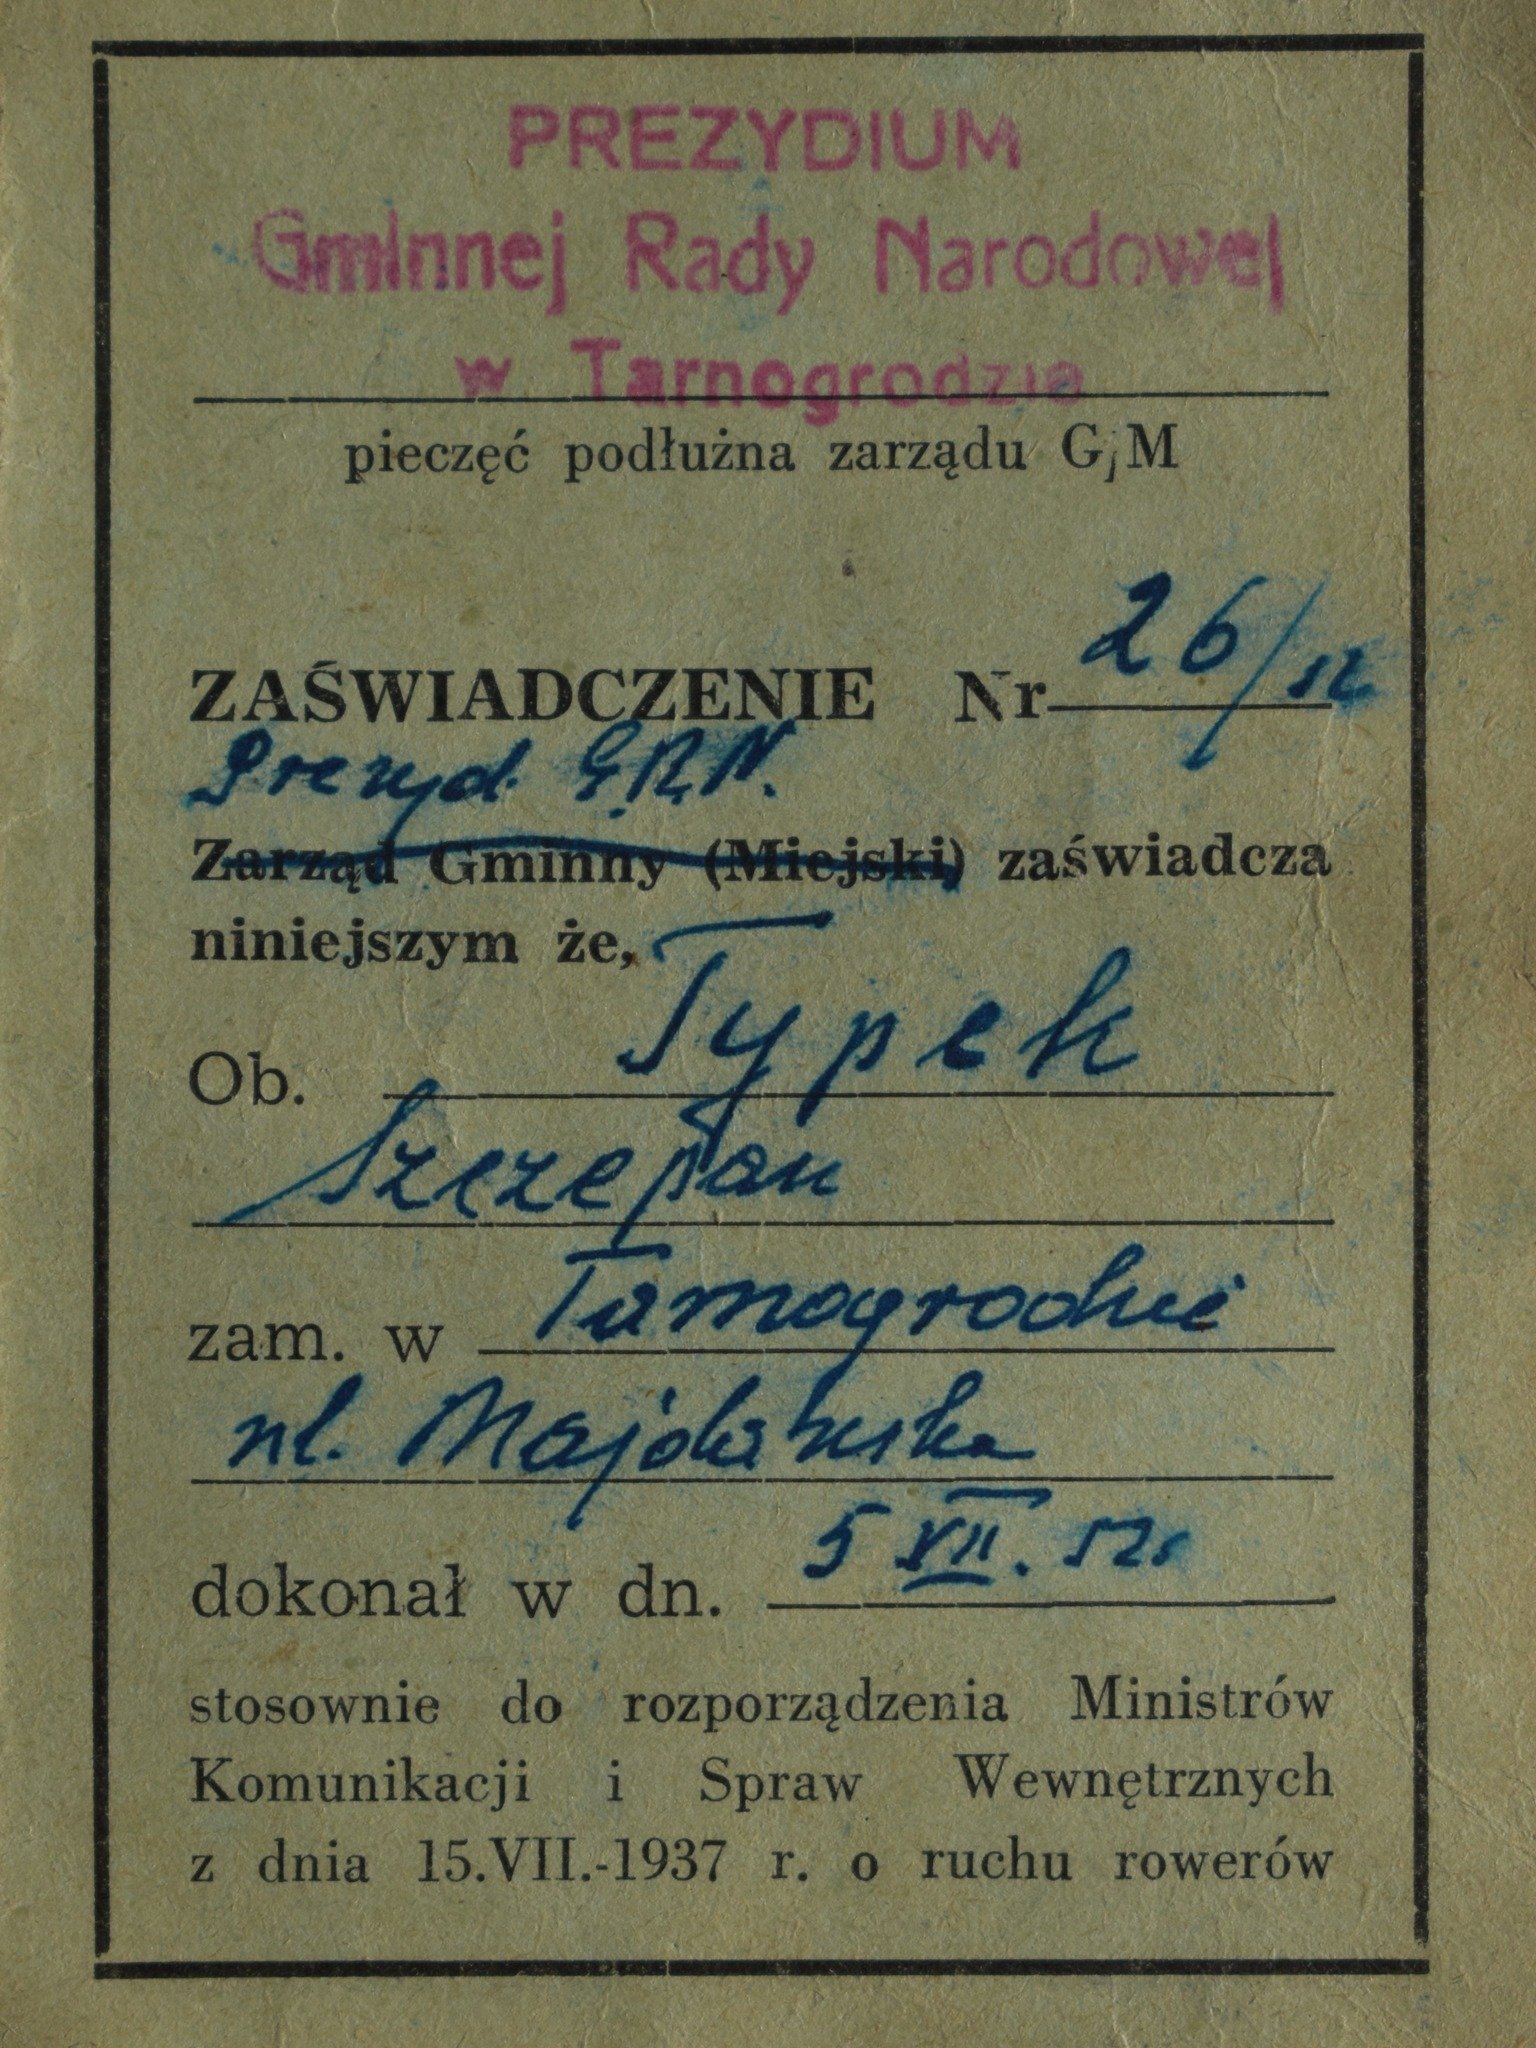 PREZYDIUM
Gminnej Rady Narodowej
w Tarnogrodzie
pieczęć podłużna zarządu G/M
ZAŚWIADCZENIE Nr 26/52
Prezyd. G.R.N.
Zarząd Gminny (Miejski) zaświadcza
niniejszym że,
Ob. Typek
Szczepan
zam. w Tarnogrodzie
ul. Majdańska
dokonał w dn. 5 VII. 52r
stosownie do rozporządzenia Ministrów
Komunikacji i Spraw Wewnętrznych
z dnia 15.VII.-1937 r. o ruchu rowerów